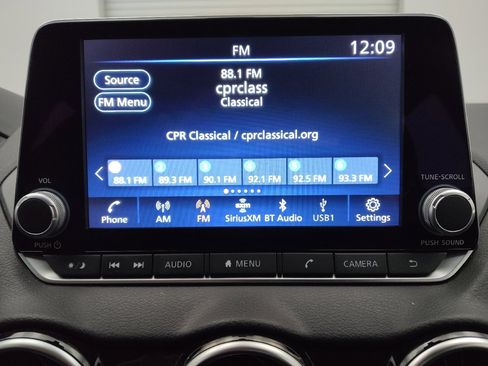 FM 12:09
Source
FM Menu
88.1 FM
cprclass
Classical
CPR Classical / cprclassical.org
88.1 FM 89.3 FM 90.1 FM 92.1 FM 92.5 FM 93.3 FM
Phone AM FM SiriusXM BT Audio USB1 Settings
VOL
TUNE·SCROLL
PUSH
PUSH SOUND
AUDIO MENU CAMERA